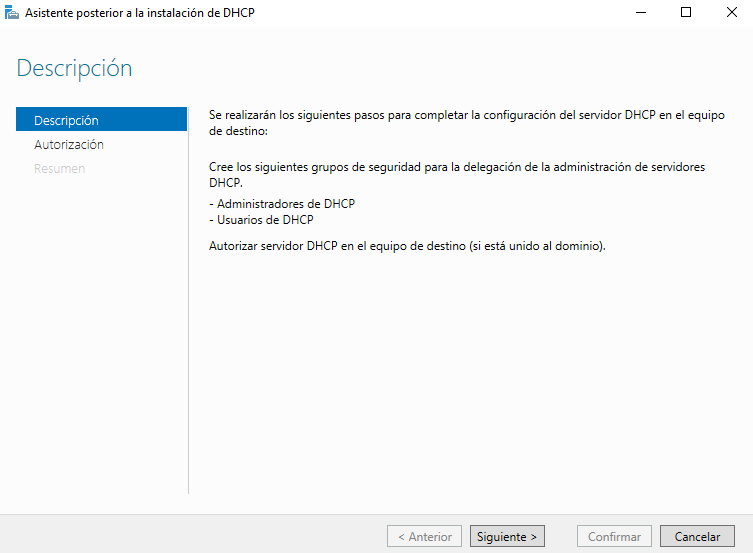 Asistente posterior a la instalación de DHCP
Descripción
Descripción
Autorización
Resumen
Se realizarán los siguientes pasos para completar la configuración del servidor DHCP en el equipo
de destino:
Cree los siguientes grupos de seguridad para la delegación de la administración de servidores
DHCP.
- Administradores de DHCP
- Usuarios de DHCP
Autorizar servidor DHCP en el equipo de destino (si está unido al dominio).
< Anterior
Siguiente >
Confirmar
Cancelar